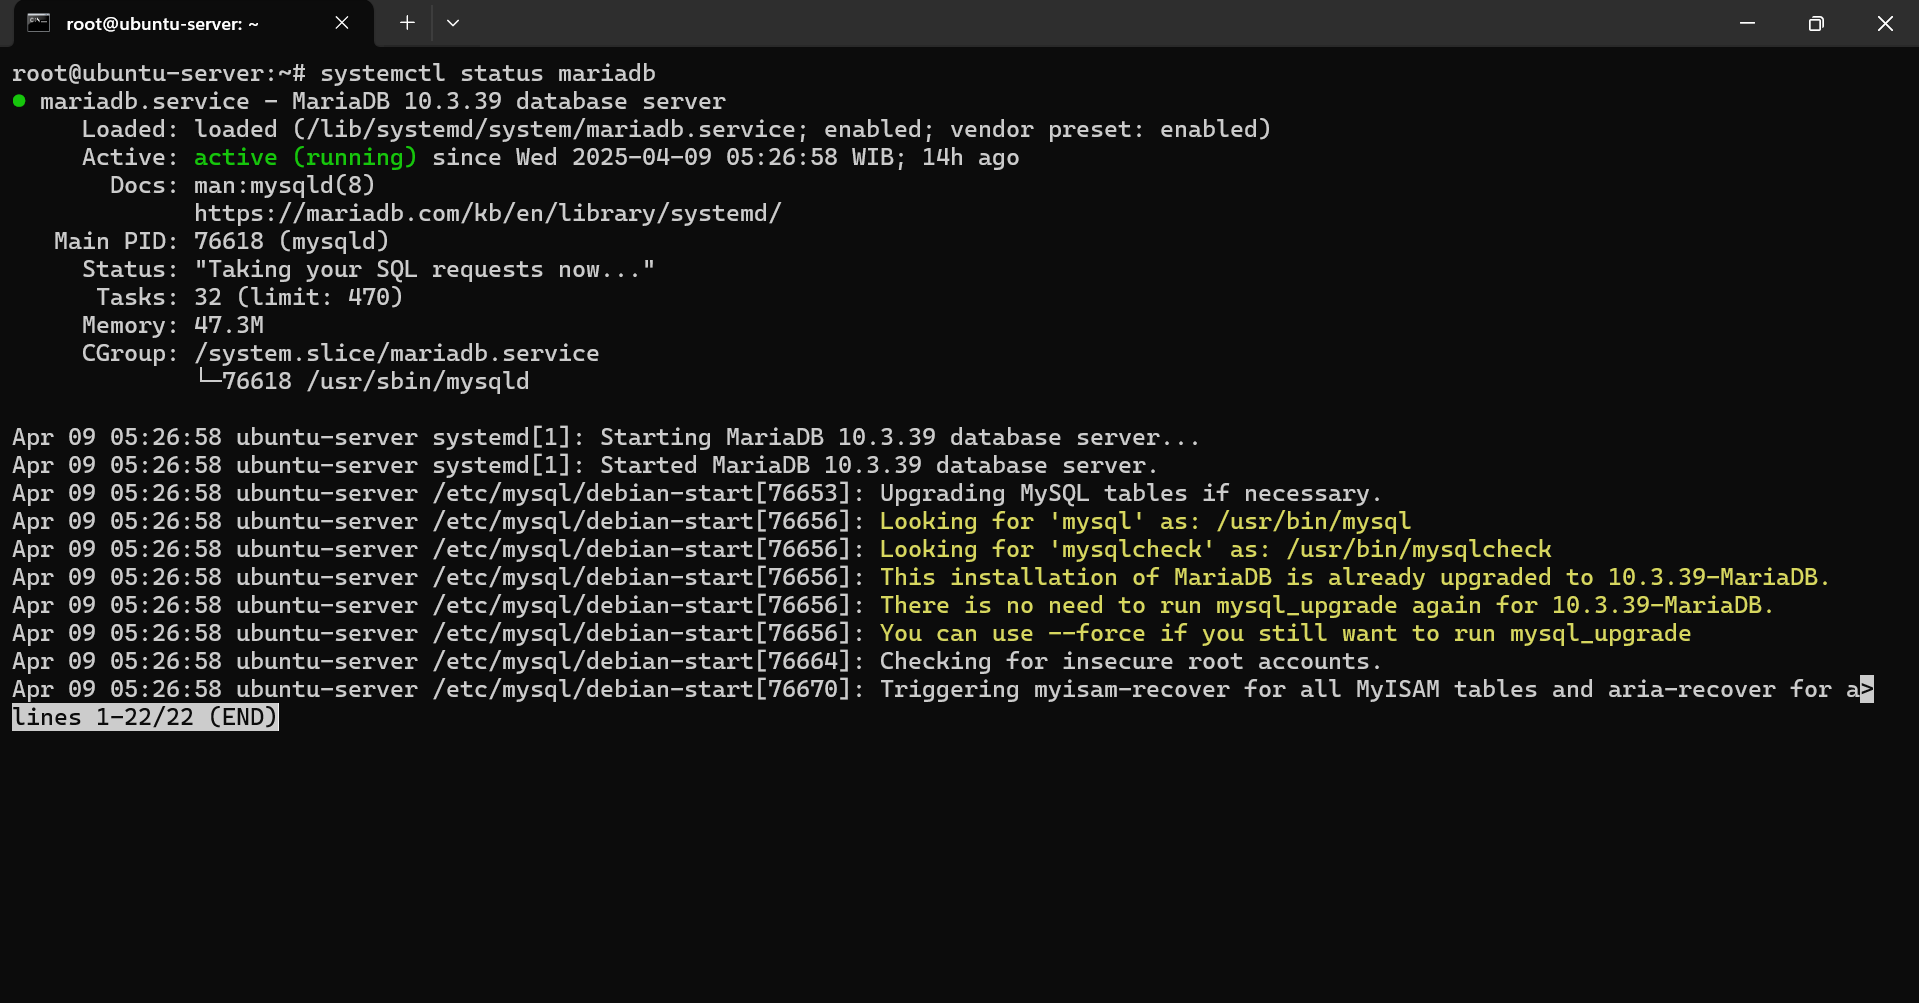 root@ubuntu-server: ~
root@ubuntu-server:~# systemctl status mariadb
● mariadb.service - MariaDB 10.3.39 database server
     Loaded: loaded (/lib/systemd/system/mariadb.service; enabled; vendor preset: enabled)
     Active: active (running) since Wed 2025-04-09 05:26:58 WIB; 14h ago
       Docs: man:mysqld(8)
             https://mariadb.com/kb/en/library/systemd/
   Main PID: 76618 (mysqld)
     Status: "Taking your SQL requests now..."
      Tasks: 32 (limit: 470)
     Memory: 47.3M
     CGroup: /system.slice/mariadb.service
             └─76618 /usr/sbin/mysqld
Apr 09 05:26:58 ubuntu-server systemd[1]: Starting MariaDB 10.3.39 database server...
Apr 09 05:26:58 ubuntu-server systemd[1]: Started MariaDB 10.3.39 database server.
Apr 09 05:26:58 ubuntu-server /etc/mysql/debian-start[76653]: Upgrading MySQL tables if necessary.
Apr 09 05:26:58 ubuntu-server /etc/mysql/debian-start[76656]: Looking for 'mysql' as: /usr/bin/mysql
Apr 09 05:26:58 ubuntu-server /etc/mysql/debian-start[76656]: Looking for 'mysqlcheck' as: /usr/bin/mysqlcheck
Apr 09 05:26:58 ubuntu-server /etc/mysql/debian-start[76656]: This installation of MariaDB is already upgraded to 10.3.39-MariaDB.
Apr 09 05:26:58 ubuntu-server /etc/mysql/debian-start[76656]: There is no need to run mysql_upgrade again for 10.3.39-MariaDB.
Apr 09 05:26:58 ubuntu-server /etc/mysql/debian-start[76656]: You can use --force if you still want to run mysql_upgrade
Apr 09 05:26:58 ubuntu-server /etc/mysql/debian-start[76664]: Checking for insecure root accounts.
Apr 09 05:26:58 ubuntu-server /etc/mysql/debian-start[76670]: Triggering myisam-recover for all MyISAM tables and aria-recover for a>
lines 1-22/22 (END)